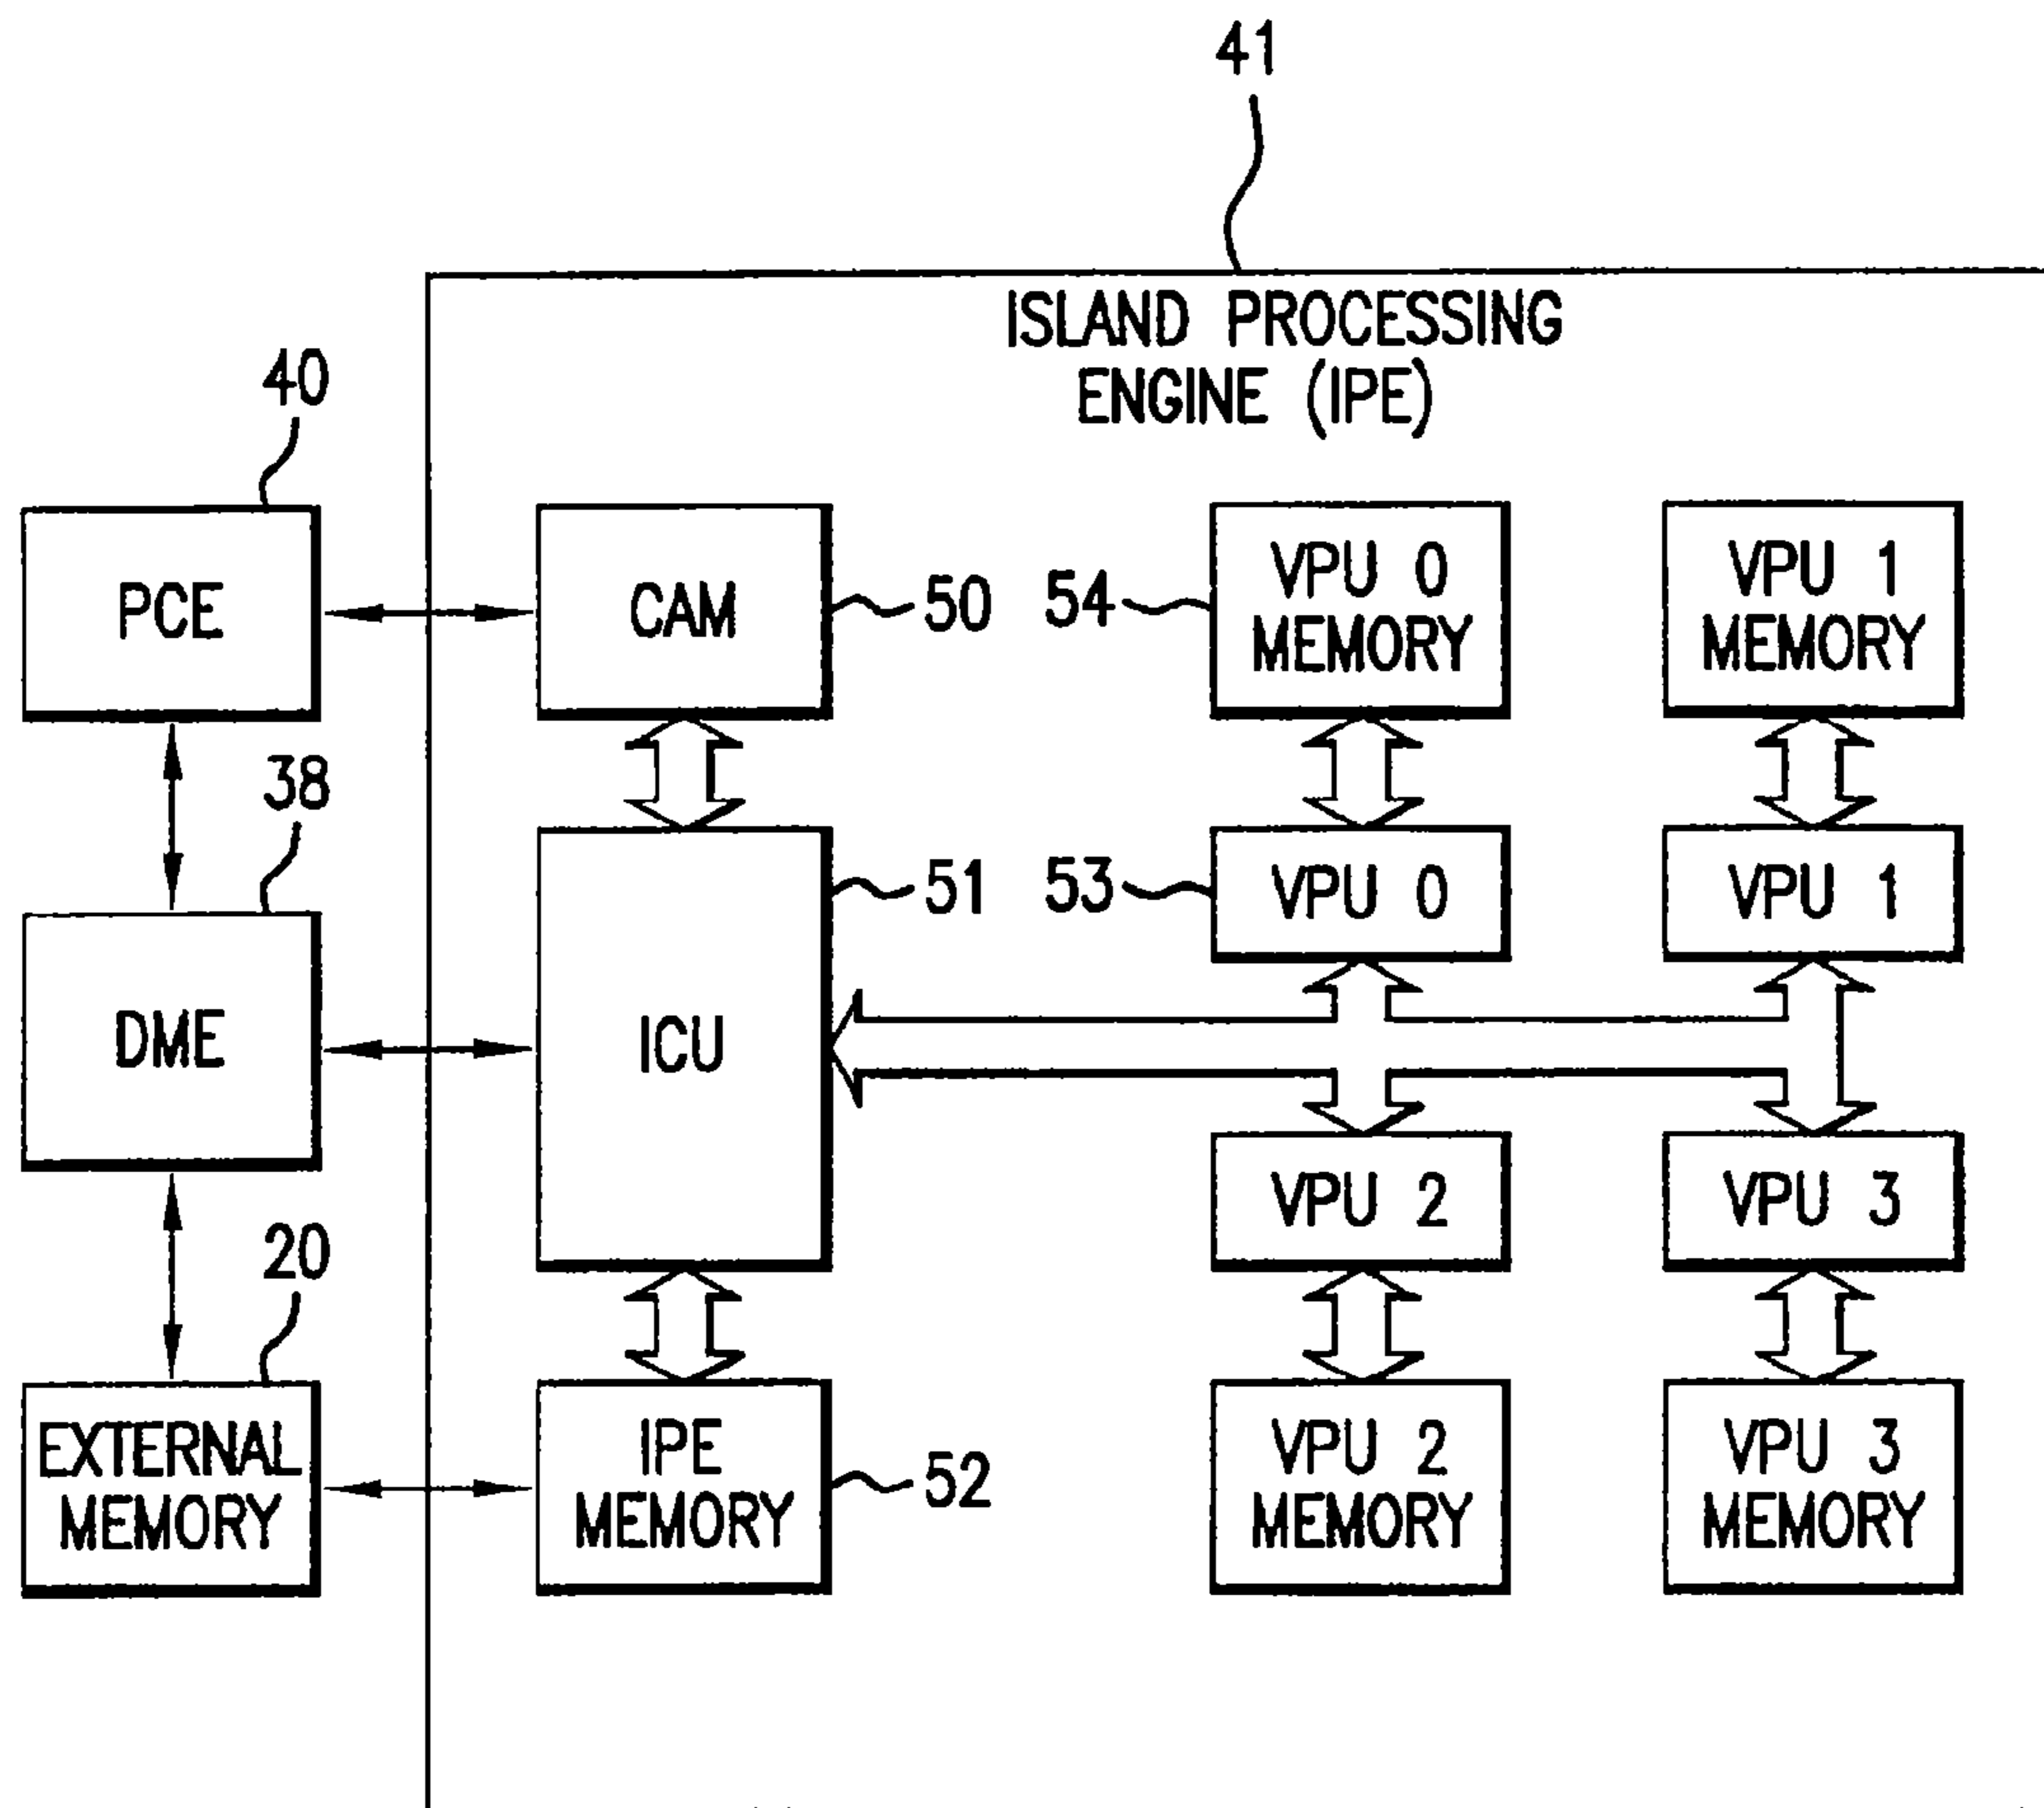 41
ISLAND PROCESSING
ENGINE (IPE)
40
PCE
CAM
50
54
VPU 0
MEMORY
VPU 1
MEMORY
38
DME
ICU
51
53
VPU 0
VPU 1
VPU 2
VPU 3
20
EXTERNAL
MEMORY
IPE
MEMORY
52
VPU 2
MEMORY
VPU 3
MEMORY